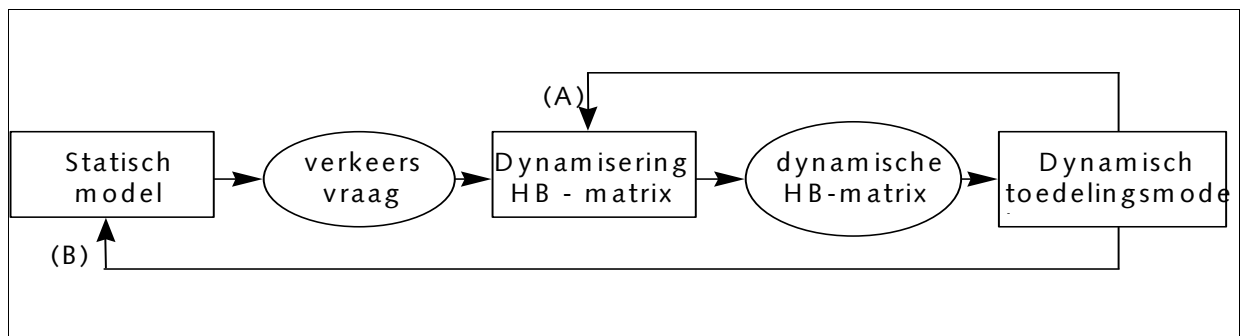 (A)
Statisch
model
verkeers
vraag
Dynamisering
HB - matrix
dynamische
HB-matrix
Dynamisch
toedelingsmode
(B)